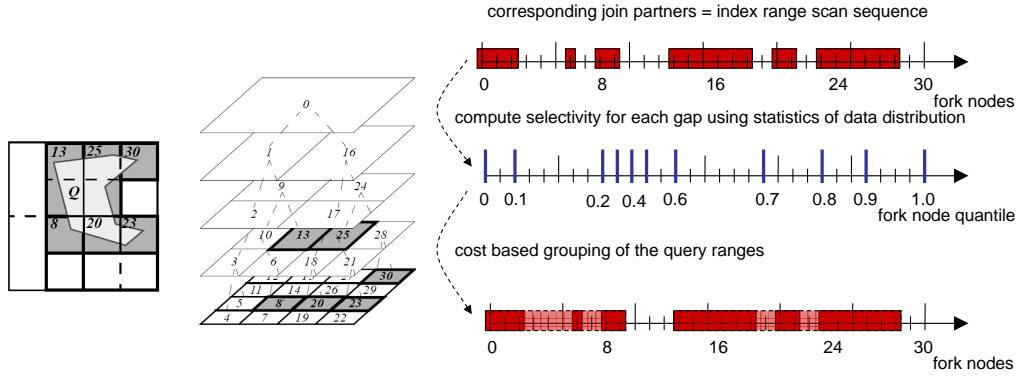 corresponding join partners = index range scan sequence
0 8 16 24 30
fork nodes
compute selectivity for each gap using statistics of data distribution
0 0.1 0.2 0.4 0.6 0.7 0.8 0.9 1.0
fork node quantile
cost based grouping of the query ranges
0 8 16 24 30
fork nodes
13 25 30
Q
8 20 23
0
1 16
9 24
2 17
10 13 25 28
3 6 18 21
30
11 14 26 29
5 8 20 23
4 7 19 22